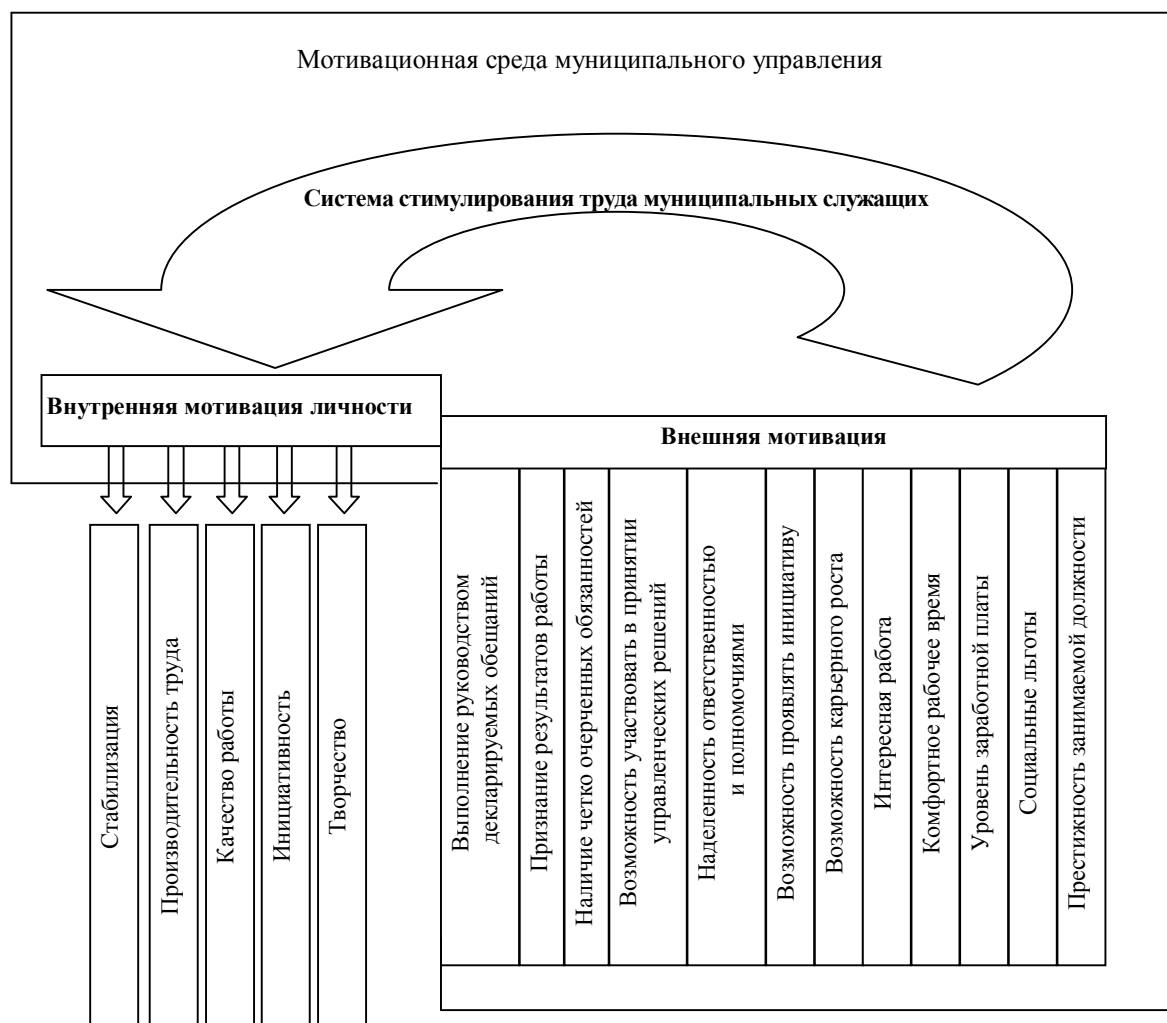 Мотивационная среда муниципального управления
Система стимулирования труда муниципальных служащих
Внутренняя мотивация личности
Внешняя мотивация
Стабилизация
Производительность труда
Качество работы
Инициативность
Творчество
Выполнение руководством
декларируемых обещаний
Признание результатов работы
Наличие четко очерченных обязанностей
Возможность участвовать в принятии
управленческих решений
Наделенность ответственностью
и полномочиями
Возможность проявлять инициативу
Возможность карьерного роста
Интересная работа
Комфортное рабочее время
Уровень заработной платы
Социальные льготы
Престижность занимаемой должности